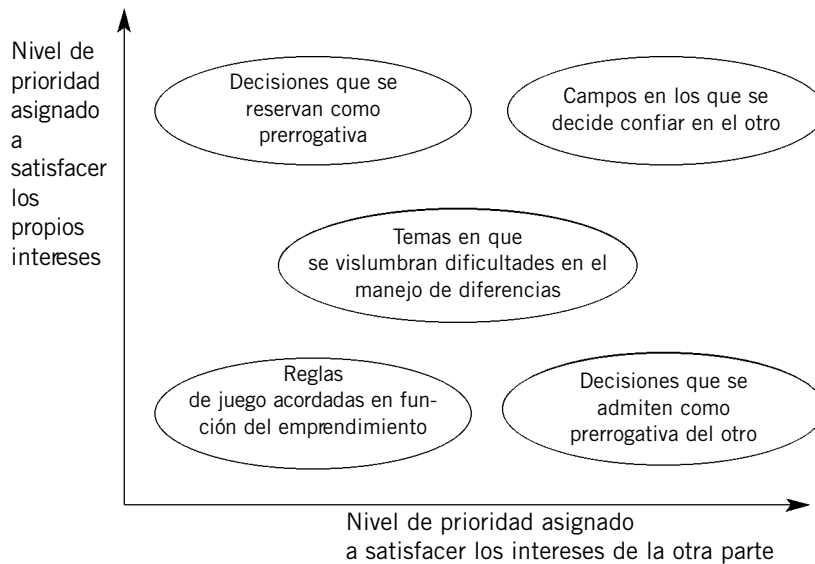 Nivel de
prioridad
asignado
a
satisfacer
los
propios
intereses
Decisiones que se
reservan como
prerrogativa
Campos en los que se
decide confiar en el otro
Temas en que
se vislumbran dificultades en el
manejo de diferencias
Reglas
de juego acordadas en fun-
ción del emprendimiento
Decisiones que se
admiten como
prerrogativa del otro
Nivel de prioridad asignado
a satisfacer los intereses de la otra parte